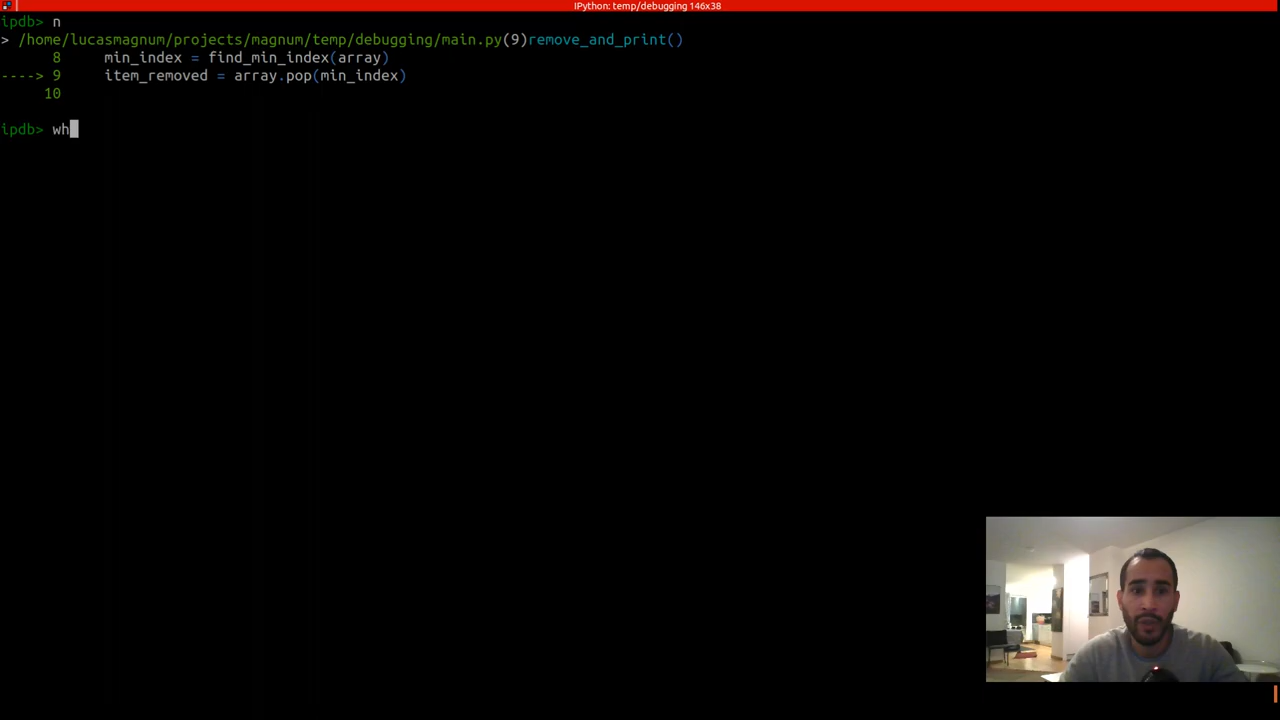 IPython: temp/debugging 146x38
ipdb> n
> /home/lucasmagnum/projects/magnum/temp/debugging/main.py(9)remove_and_print()
8     min_index = find_min_index(array)
----> 9     item_removed = array.pop(min_index)
10
ipdb> wh